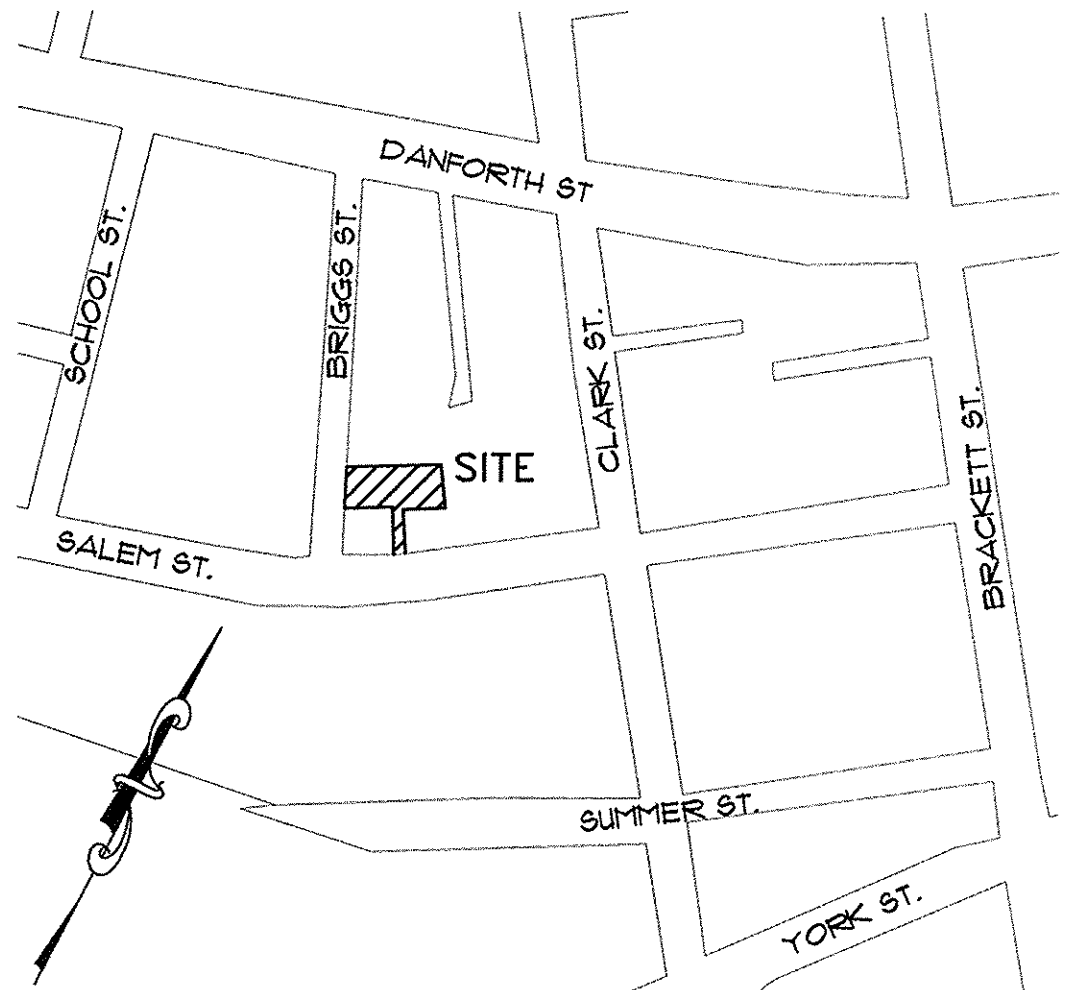 DANFORTH ST
SCHOOL ST.
BRIGGS ST.
CLARK ST.
BRACKETT ST.
SITE
SALEM ST.
SUMMER ST.
YORK ST.